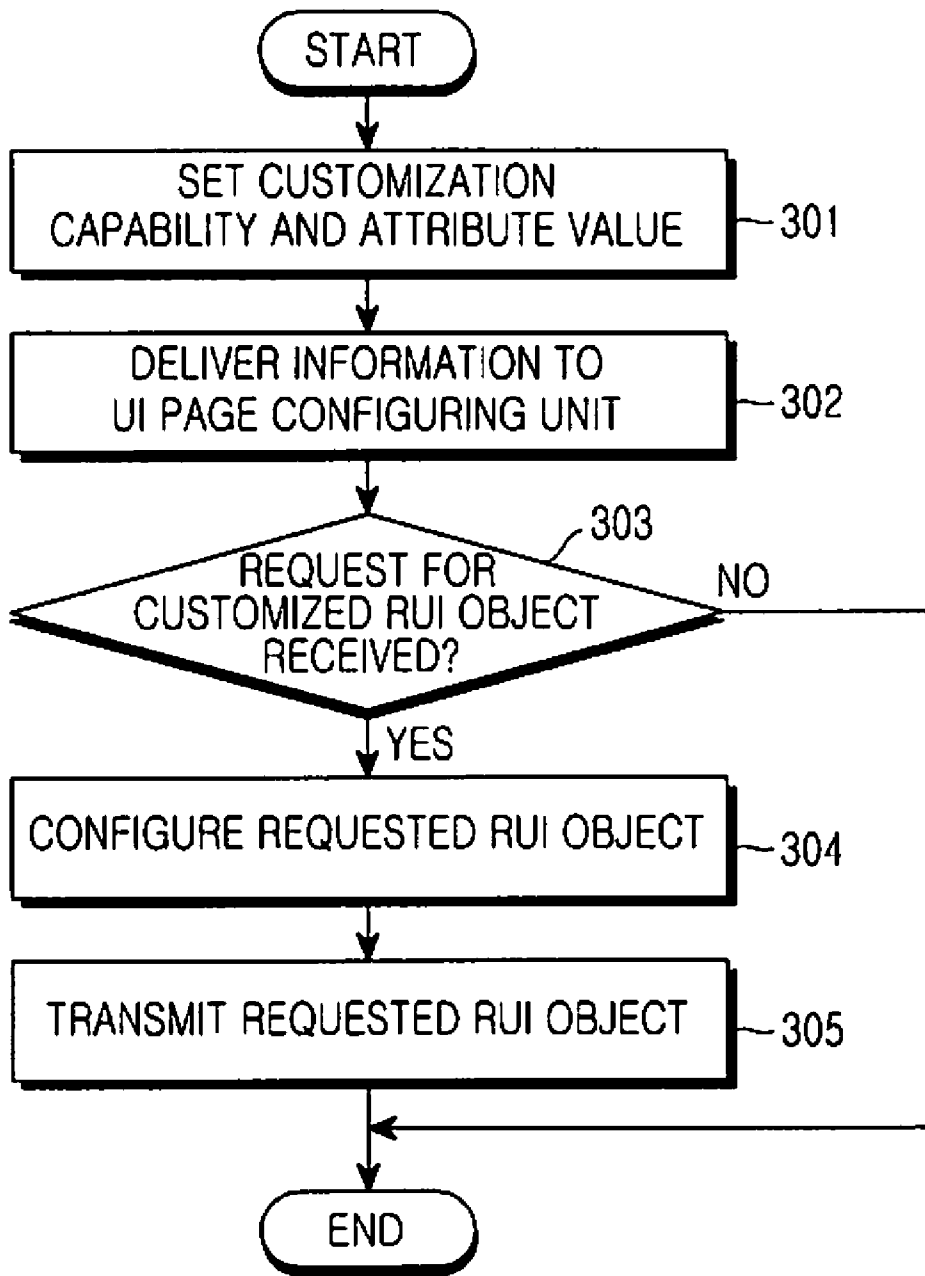 START
SET CUSTOMIZATION
CAPABILITY AND ATTRIBUTE VALUE
301
DELIVER INFORMATION TO
UI PAGE CONFIGURING UNIT
302
303
REQUEST FOR
CUSTOMIZED RUI OBJECT
RECEIVED?
NO
YES
CONFIGURE REQUESTED RUI OBJECT
304
TRANSMIT REQUESTED RUI OBJECT
305
END